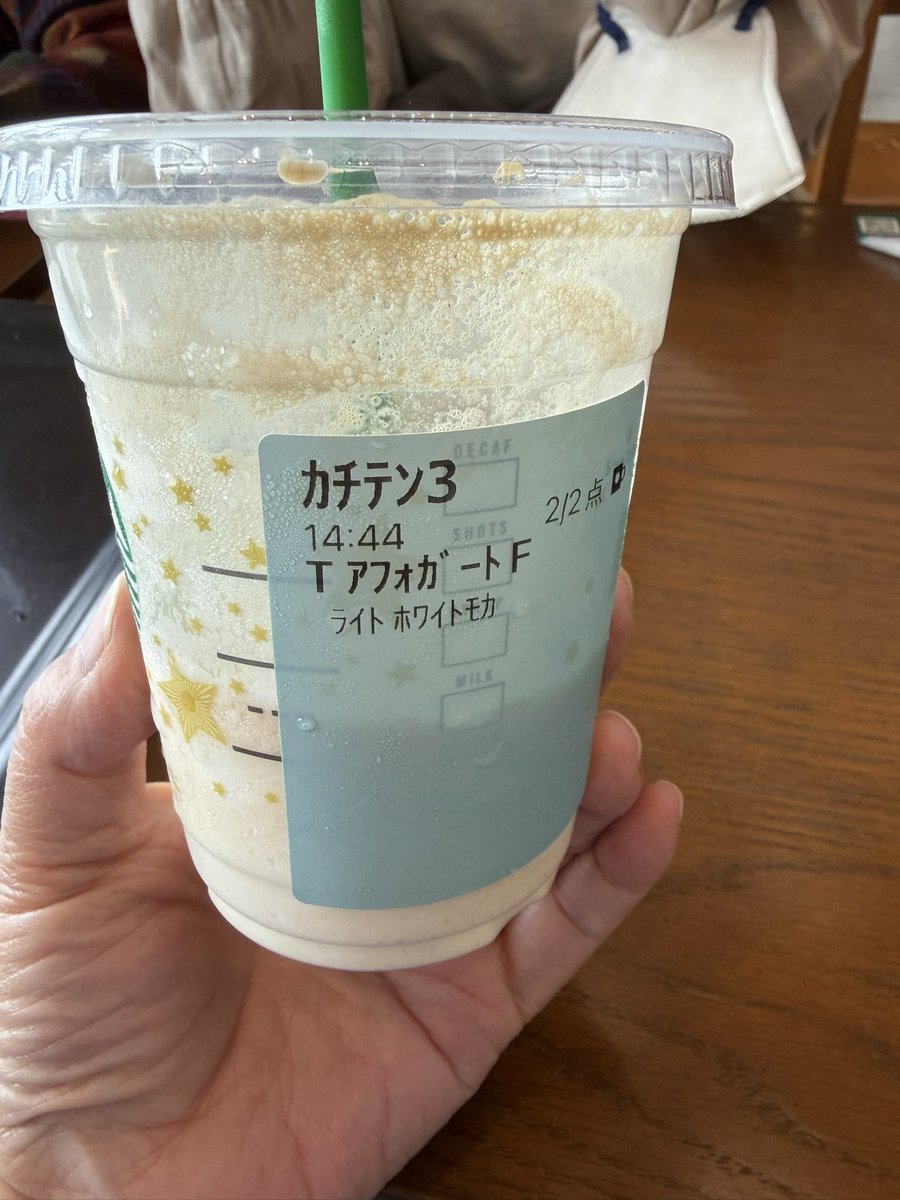 カチテン3
2/2点
14:44
T アフォガートF
ライト ホワイトモカ
DECAF
SHOTS
MILK